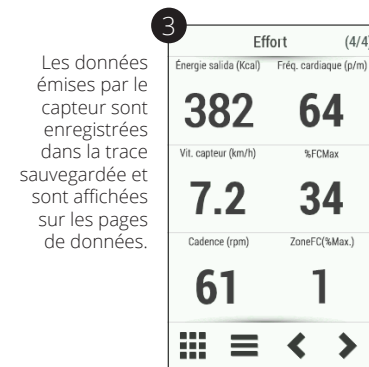 3
Les données
émises par le
capteur sont
enregistrées
dans la trace
sauvegardée et
sont affichées
sur les pages
de données.
Effort (4/4)
Énergie salida (Kcal) Fréq. cardiaque (p/m)
382 64
Vit. capteur (km/h) %FCMax
7.2 34
Cadence (rpm) ZoneFC(%Max.)
61 1